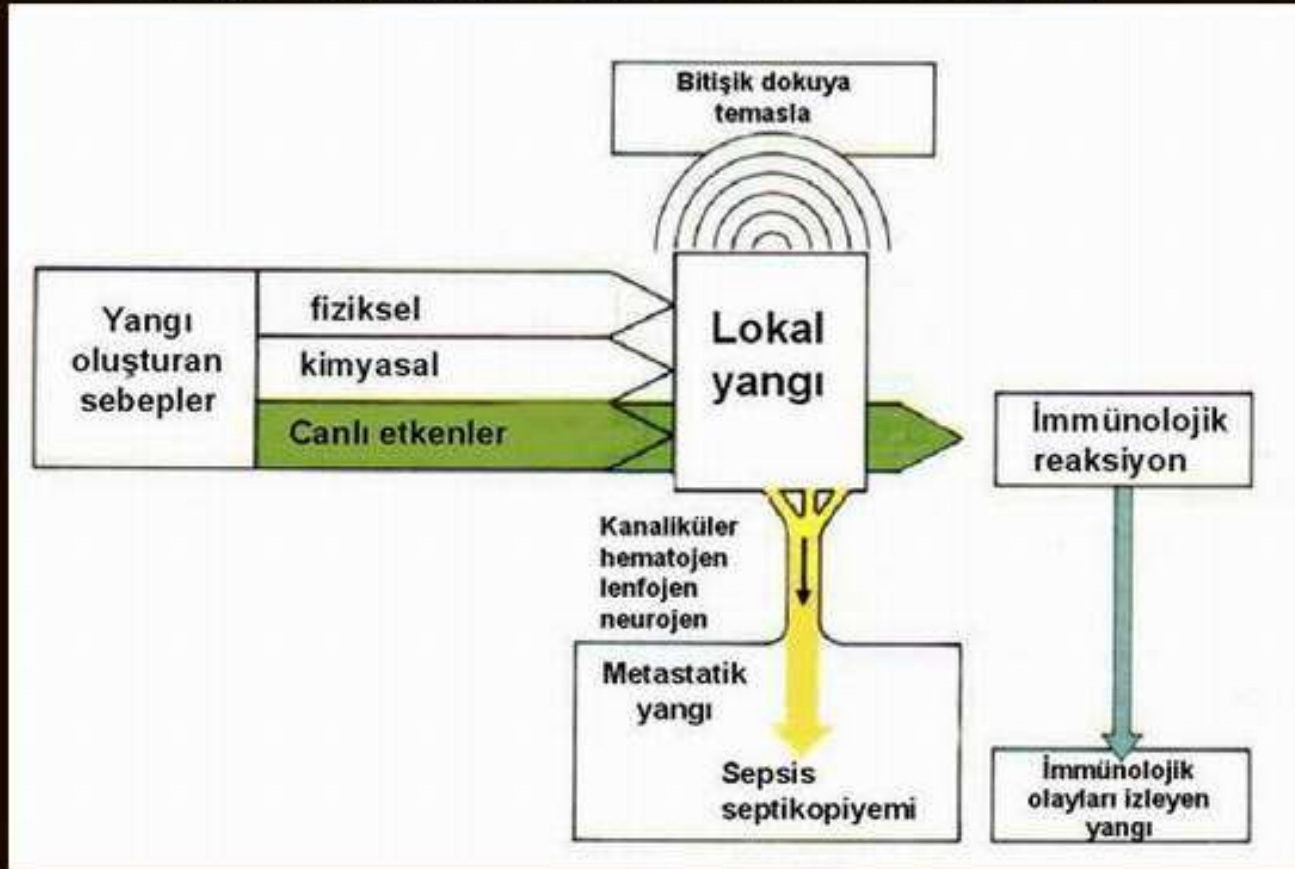 Bitişik dokuya
temasla
Yangı
oluşturan
sebepler
fiziksel
kimyasal
Canlı etkenler
Lokal
yangı
İmmünolojik
reaksiyon
Kanaliküler
hematojen
lenfojen
neurojen
Metastatik
yangı
Sepsis
septikopiyemi
İmmünolojik
olayları izleyen
yangı